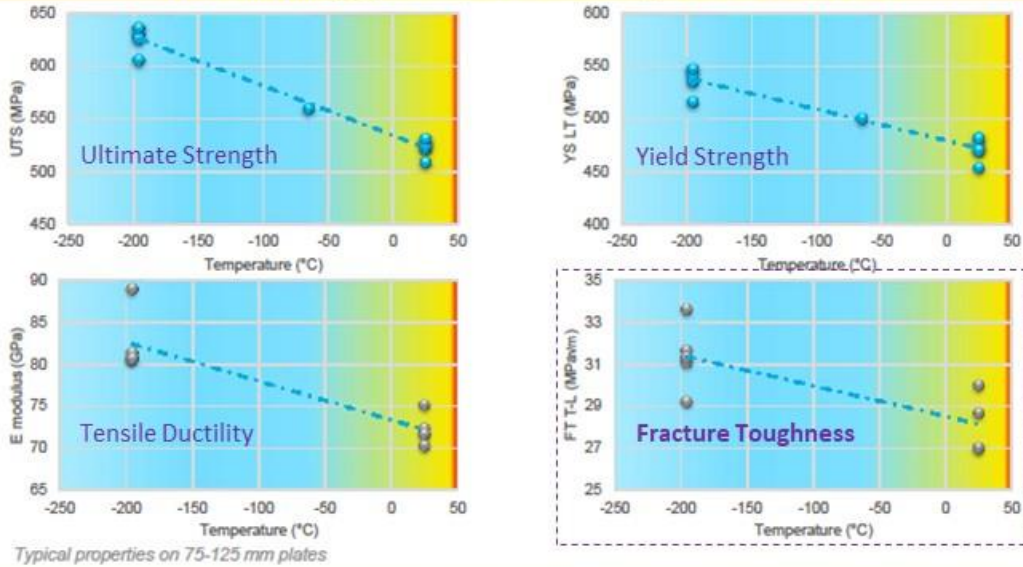 650
600
550
500
450
UTS (MPa)
Ultimate Strength
-250 -200 -150 -100 -50 0 50
Temperature (°C)
600
550
500
450
400
YS LT (MPa)
Yield Strength
-250 -200 -150 -100 -50 0 50
Temperature (°C)
90
85
80
75
70
65
E modulus (GPa)
Tensile Ductility
-250 -200 -150 -100 -50 0 50
Temperature (°C)
35
33
31
29
27
25
FT T-L (MPa√m)
Fracture Toughness
-250 -200 -150 -100 -50 0 50
Temperature (°C)
Typical properties on 75-125 mm plates